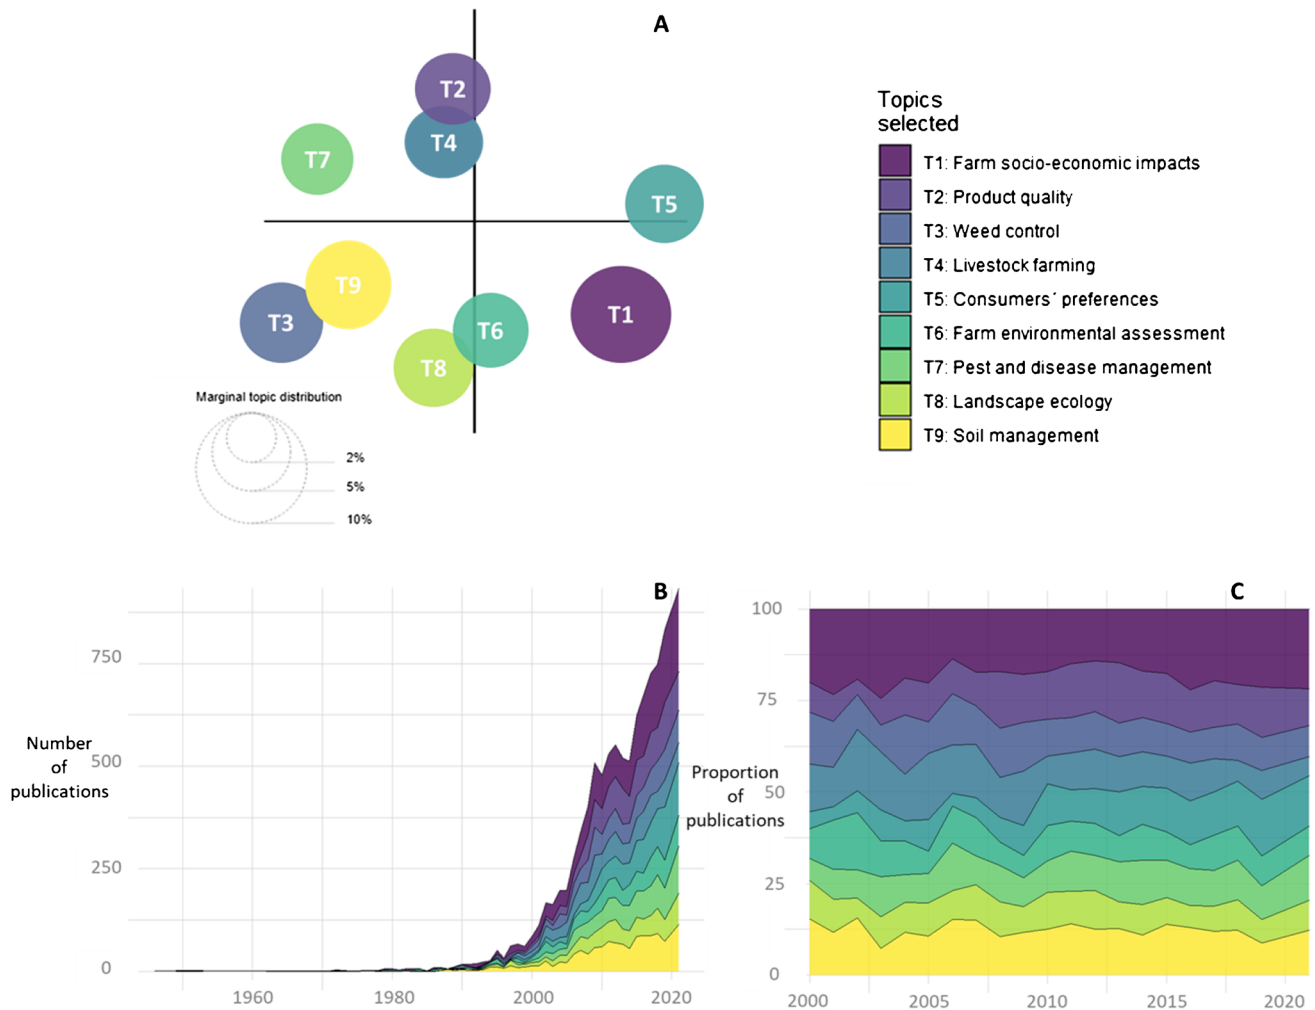 A
T2
T4
T7
T5
T9
T3
T1
T6
T8
Marginal topic distribution
2%
5%
10%
Topics
selected
T1: Farm socio-economic impacts
T2: Product quality
T3: Weed control
T4: Livestock farming
T5: Consumers´ preferences
T6: Farm environmental assessment
T7: Pest and disease management
T8: Landscape ecology
T9: Soil management
B
Number
of
publications
750
500
250
0
1960
1980
2000
2020
C
Proportion
of
publications
100
75
50
25
0
2000
2005
2010
2015
2020